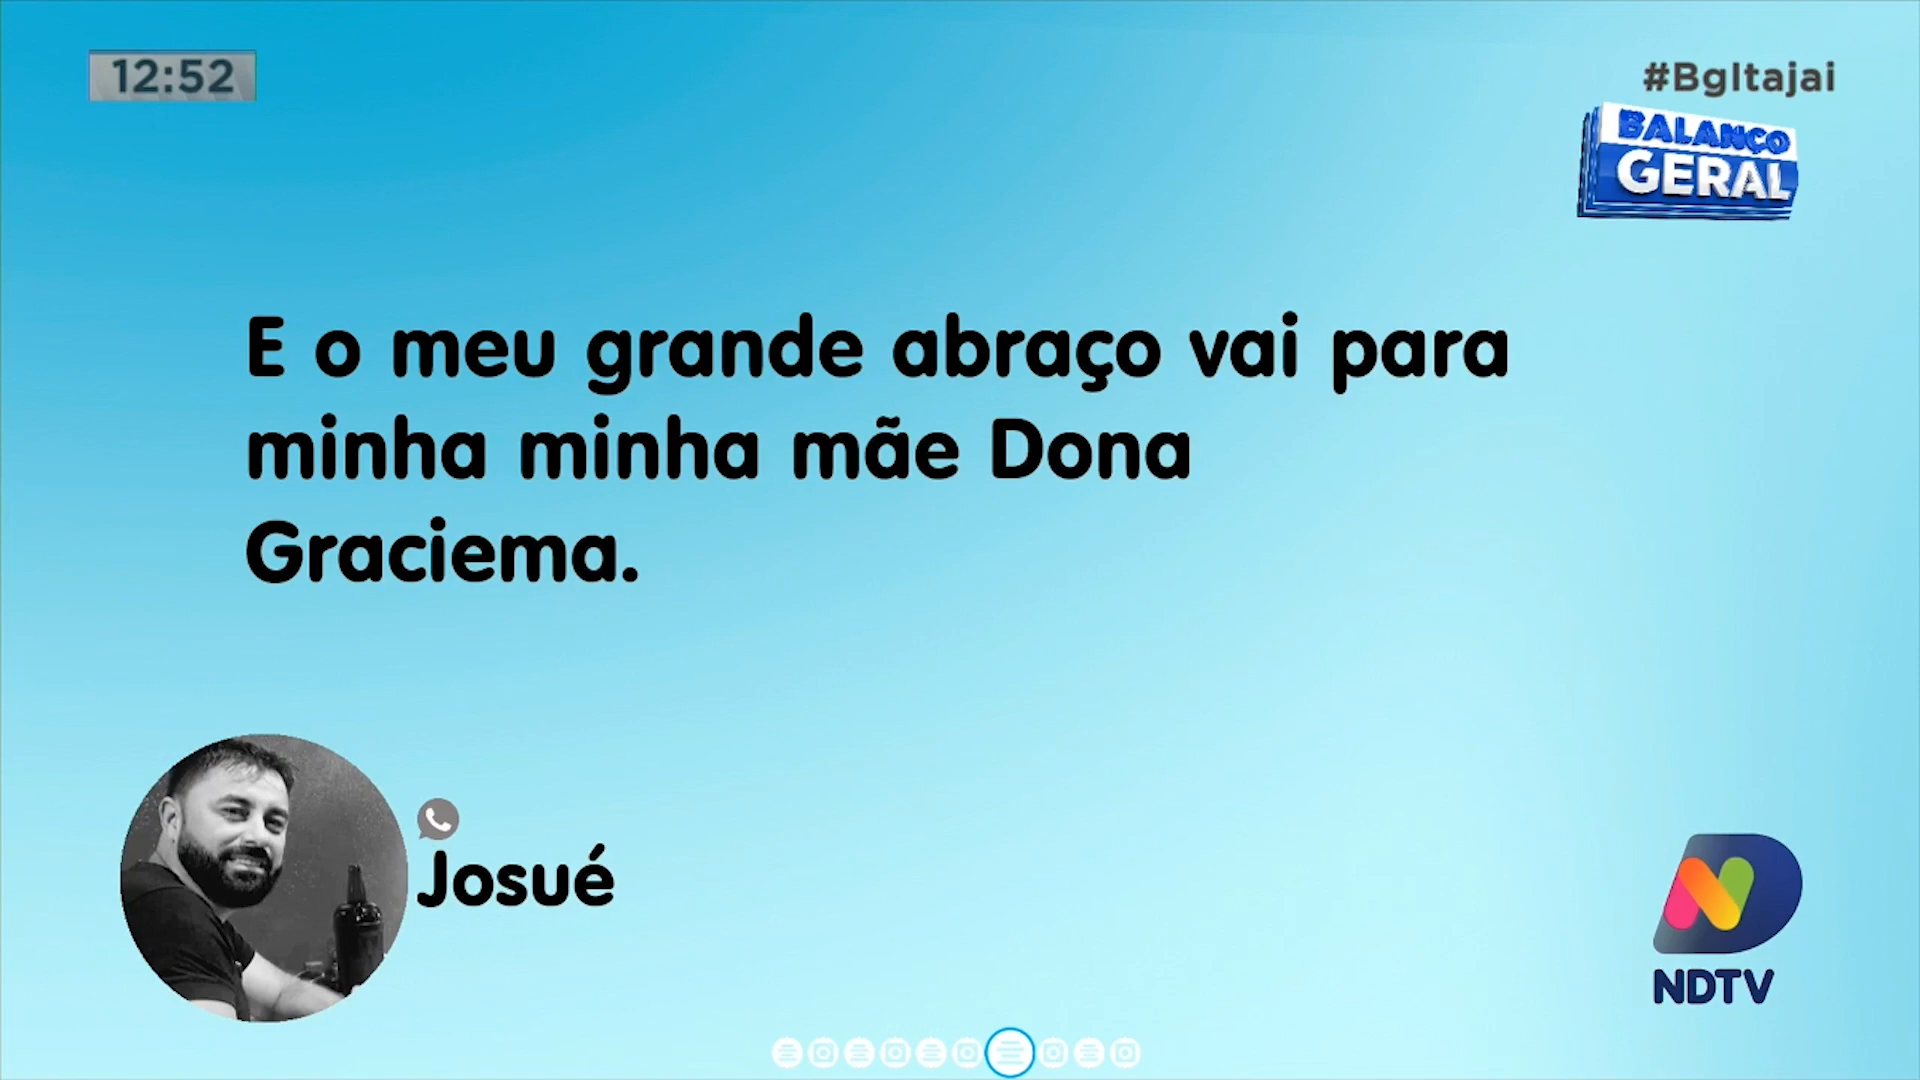 12:52
#BgItajai
BALANÇO
GERAL
E o meu grande abraço vai para
minha minha mãe Dona
Graciema.
Josué
NDTV